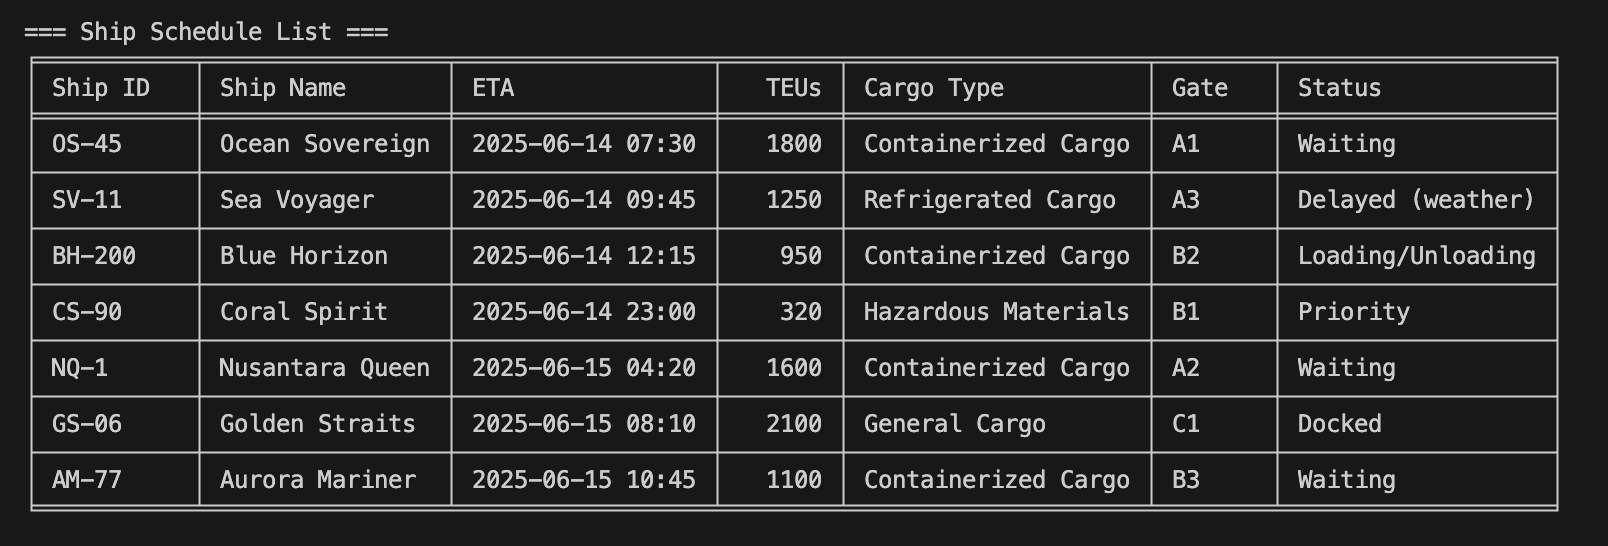 === Ship Schedule List ===
Ship ID Ship Name ETA TEUs Cargo Type Gate Status
OS-45 Ocean Sovereign 2025-06-14 07:30 1800 Containerized Cargo A1 Waiting
SV-11 Sea Voyager 2025-06-14 09:45 1250 Refrigerated Cargo A3 Delayed (weather)
BH-200 Blue Horizon 2025-06-14 12:15 950 Containerized Cargo B2 Loading/Unloading
CS-90 Coral Spirit 2025-06-14 23:00 320 Hazardous Materials B1 Priority
NQ-1 Nusantara Queen 2025-06-15 04:20 1600 Containerized Cargo A2 Waiting
GS-06 Golden Straits 2025-06-15 08:10 2100 General Cargo C1 Docked
AM-77 Aurora Mariner 2025-06-15 10:45 1100 Containerized Cargo B3 Waiting